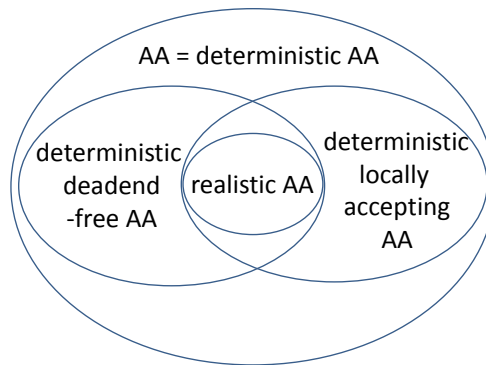 AA = deterministic AA
deterministic
deadend
-free AA
realistic AA
deterministic
locally
accepting
AA